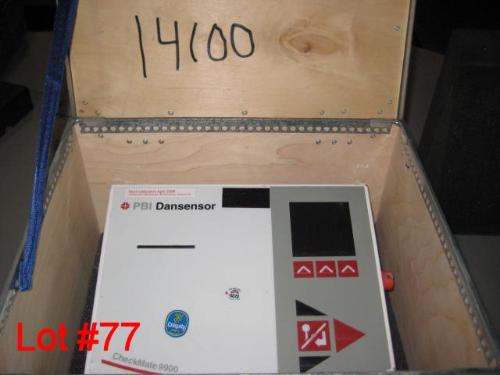 14100
PBI Dansensor
Lot #77
CheckMate 9900